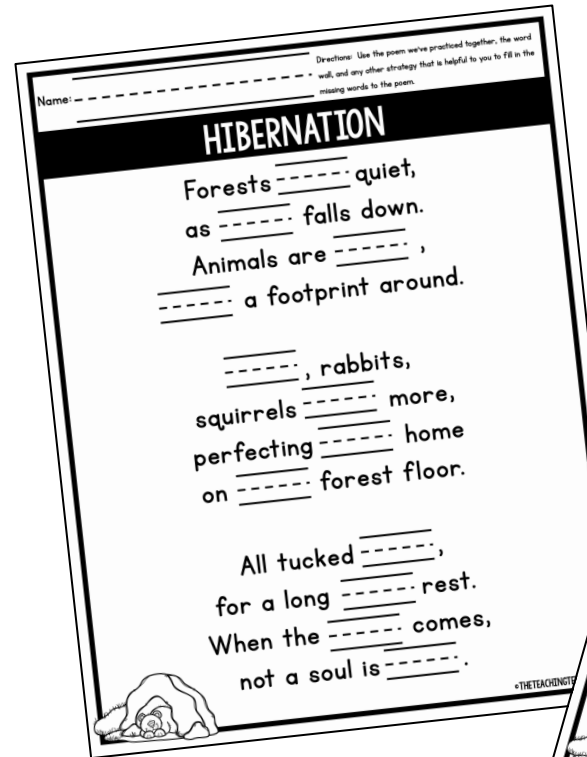 Name:
Directions: Use the poem we've practiced together, the word
wall, and any other strategy that is helpful to you to fill in the
missing words to the poem.
HIBERNATION
Forests quiet,
as falls down.
Animals are ,
a footprint around.
, rabbits,
squirrels more,
perfecting home
on forest floor.
All tucked ,
for a long rest.
When the comes,
not a soul is .